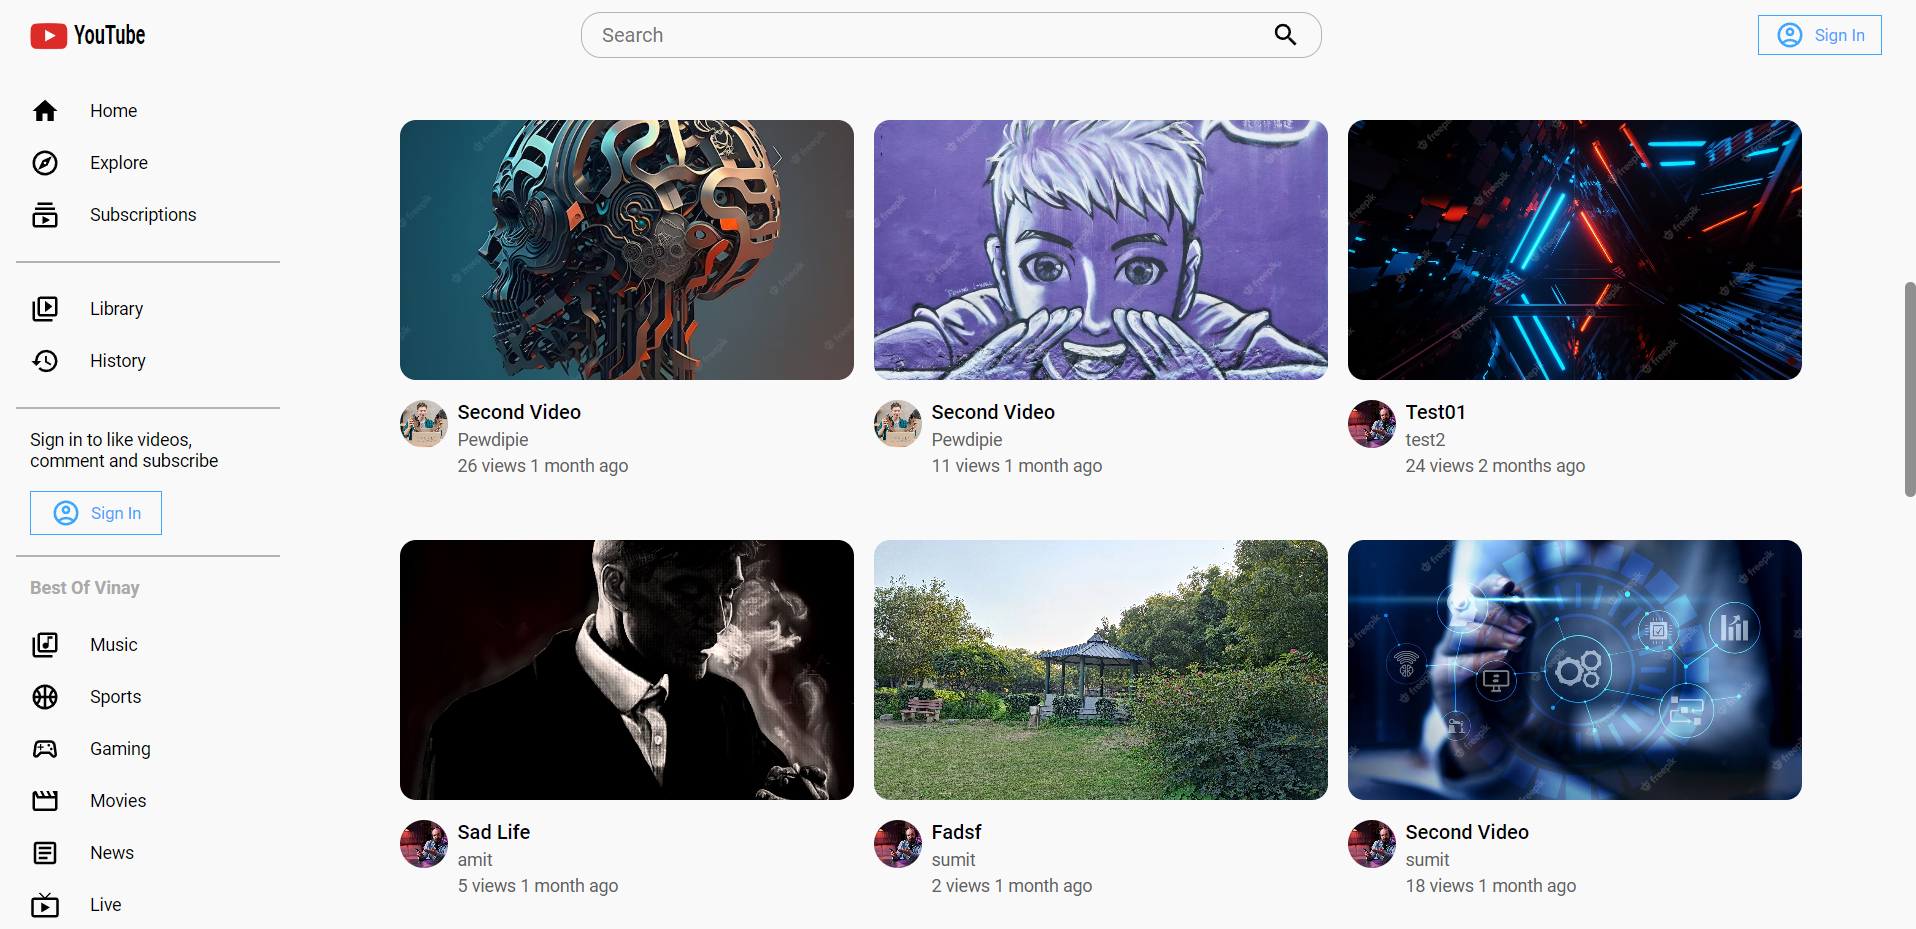 YouTube
Search
Sign In
Home
Explore
Subscriptions
Library
History
Sign in to like videos,
comment and subscribe
Sign In
Best Of Vinay
Music
Sports
Gaming
Movies
News
Live
Second Video
Pewdipie
26 views 1 month ago
Second Video
Pewdipie
11 views 1 month ago
Test01
test2
24 views 2 months ago
Sad Life
amit
5 views 1 month ago
Fadsf
sumit
2 views 1 month ago
Second Video
sumit
18 views 1 month ago